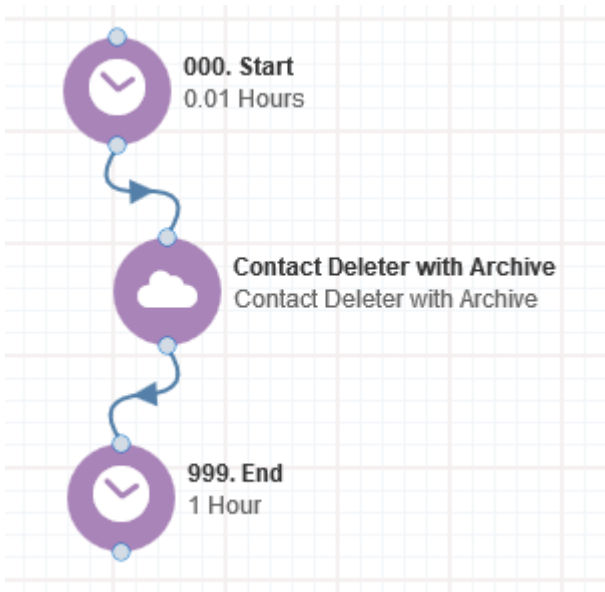 000. Start
0.01 Hours
Contact Deleter with Archive
Contact Deleter with Archive
999. End
1 Hour